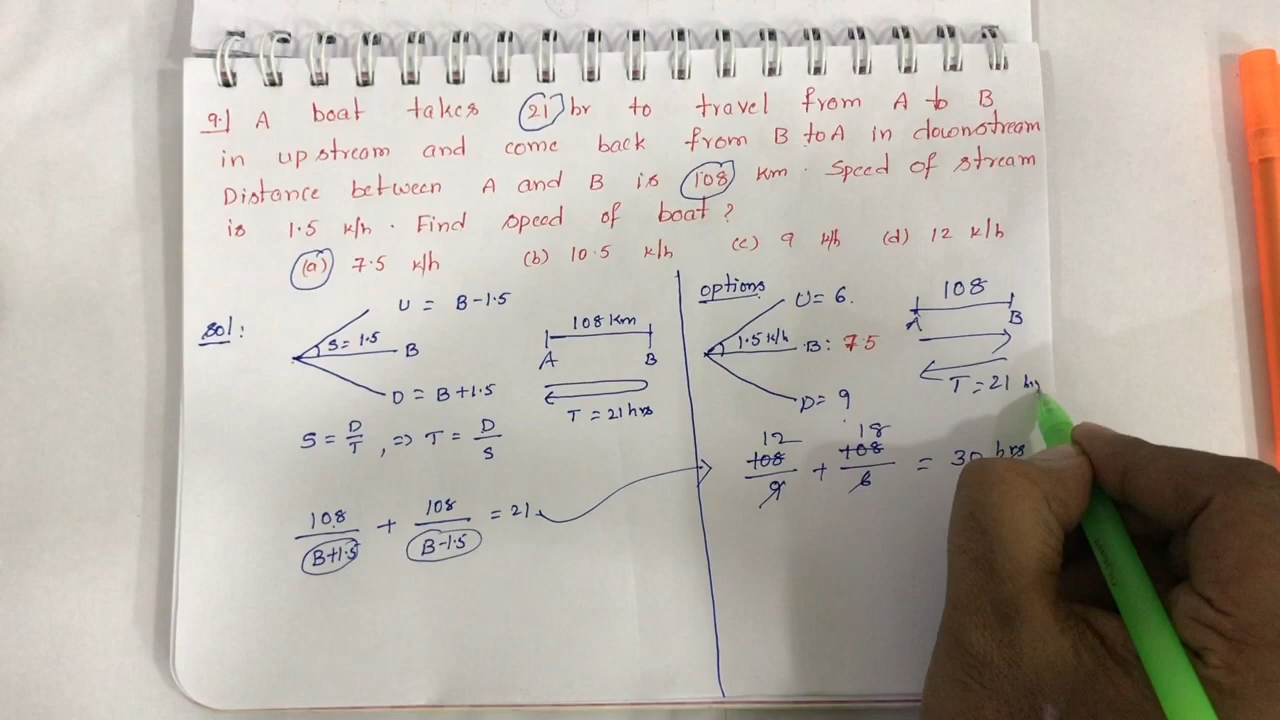 9.) A boat takes 21 hr to travel from A to B
in upstream and come back from B to A in downstream
Distance between A and B is 108 km. Speed of stream
is 1.5 k/h. Find speed of boat?
(a) 7.5 k/h (b) 10.5 k/h (c) 9 k/h (d) 12 k/h
Sol:
U = B-1.5
S=1.5
B
D = B+1.5
108 Km
A B
T = 21 hrs
S = D/T, => T = D/S
108/(B+1.5) + 108/(B-1.5) = 21
options
U = 6.
1.5 k/h
B: 7.5
D = 9
108
A B
T = 21 hrs
12 18
108/9 + 108/6 = 30 hrs